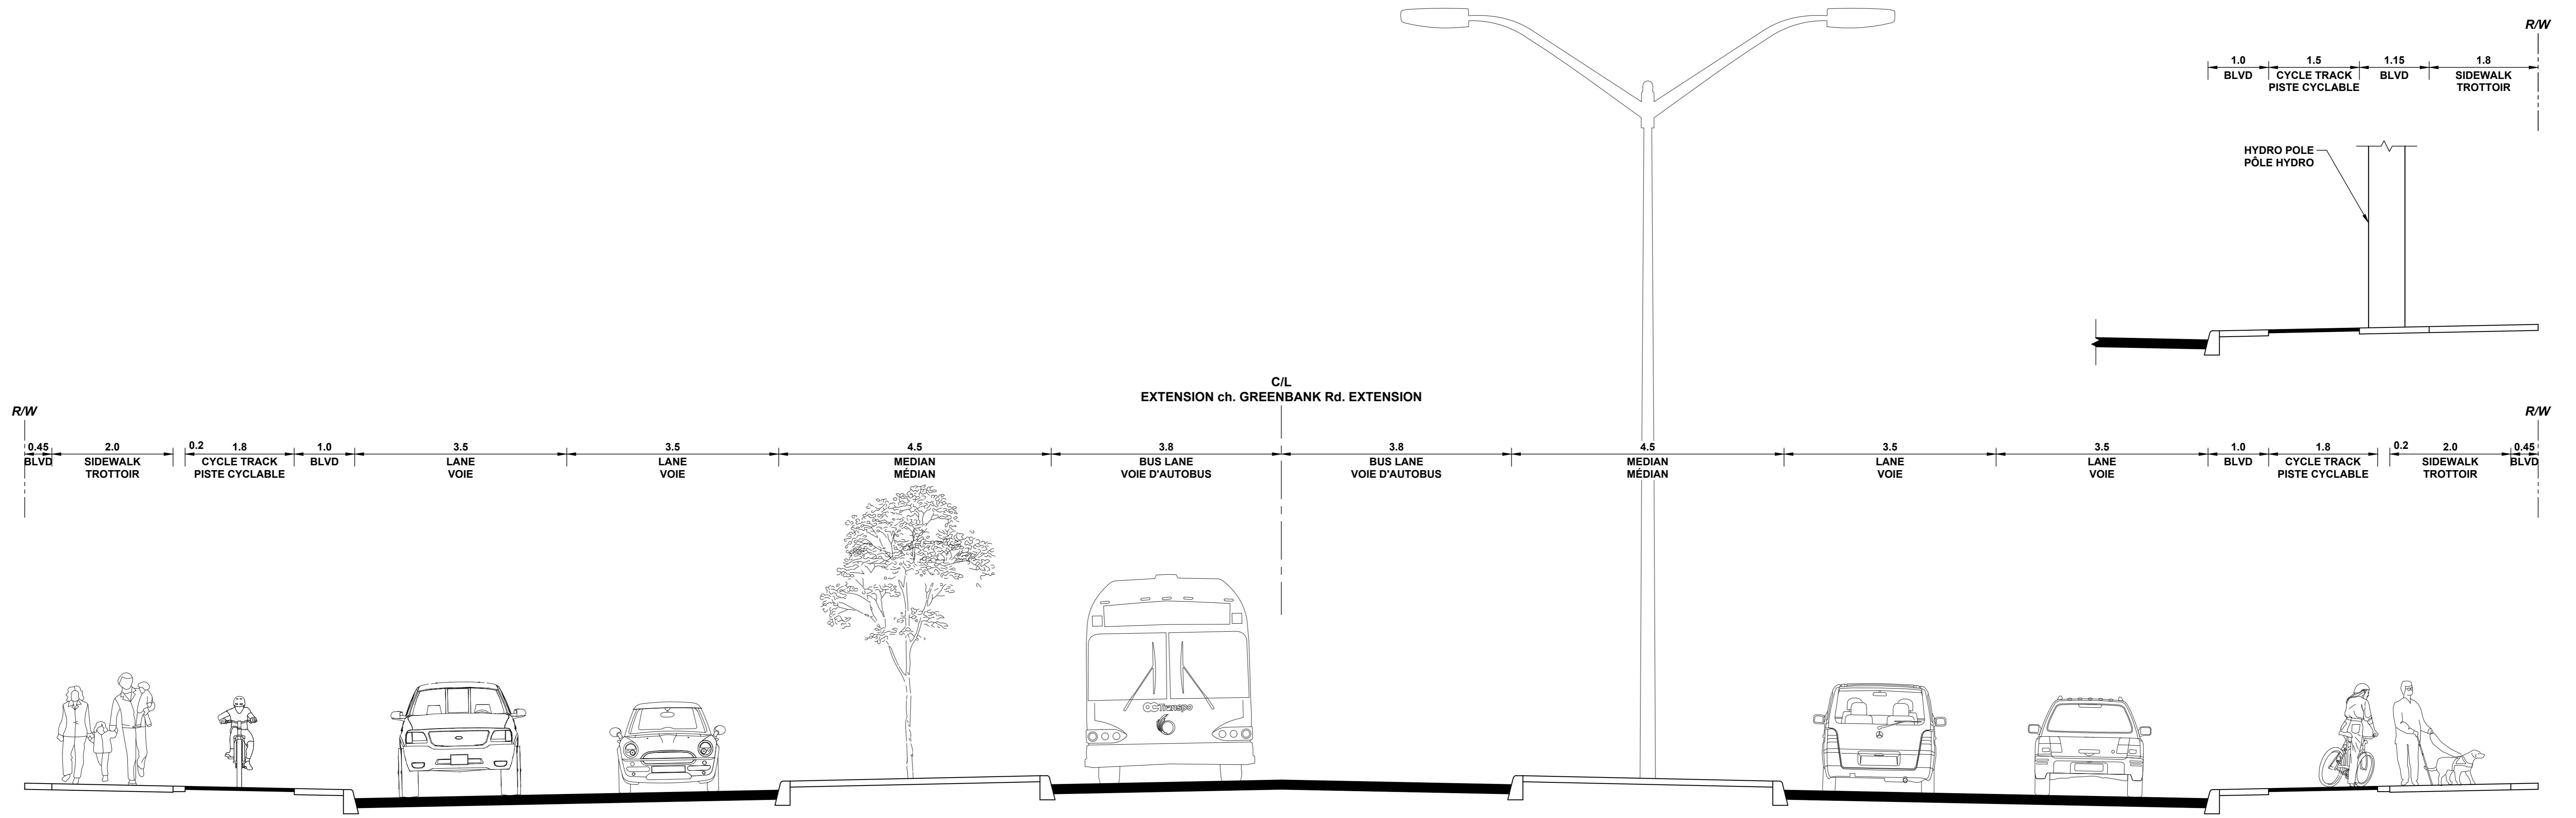 R/W
1.0 1.5 1.15 1.8
BLVD CYCLE TRACK BLVD SIDEWALK
PISTE CYCLABLE TROTTOIR
HYDRO POLE
PÔLE HYDRO
C/L
EXTENSION ch. GREENBANK Rd. EXTENSION
R/W R/W
0.45 2.0 0.2 1.8 1.0 3.5 3.5 4.5 3.8 3.8 4.5 3.5 3.5 1.0 1.8 0.2 2.0 0.45
BLVD SIDEWALK CYCLE TRACK BLVD LANE LANE MEDIAN BUS LANE BUS LANE MEDIAN LANE LANE BLVD CYCLE TRACK SIDEWALK BLVD
TROTTOIR PISTE CYCLABLE VOIE VOIE MÉDIAN VOIE D'AUTOBUS VOIE D'AUTOBUS MÉDIAN VOIE VOIE PISTE CYCLABLE TROTTOIR
OC Transpo